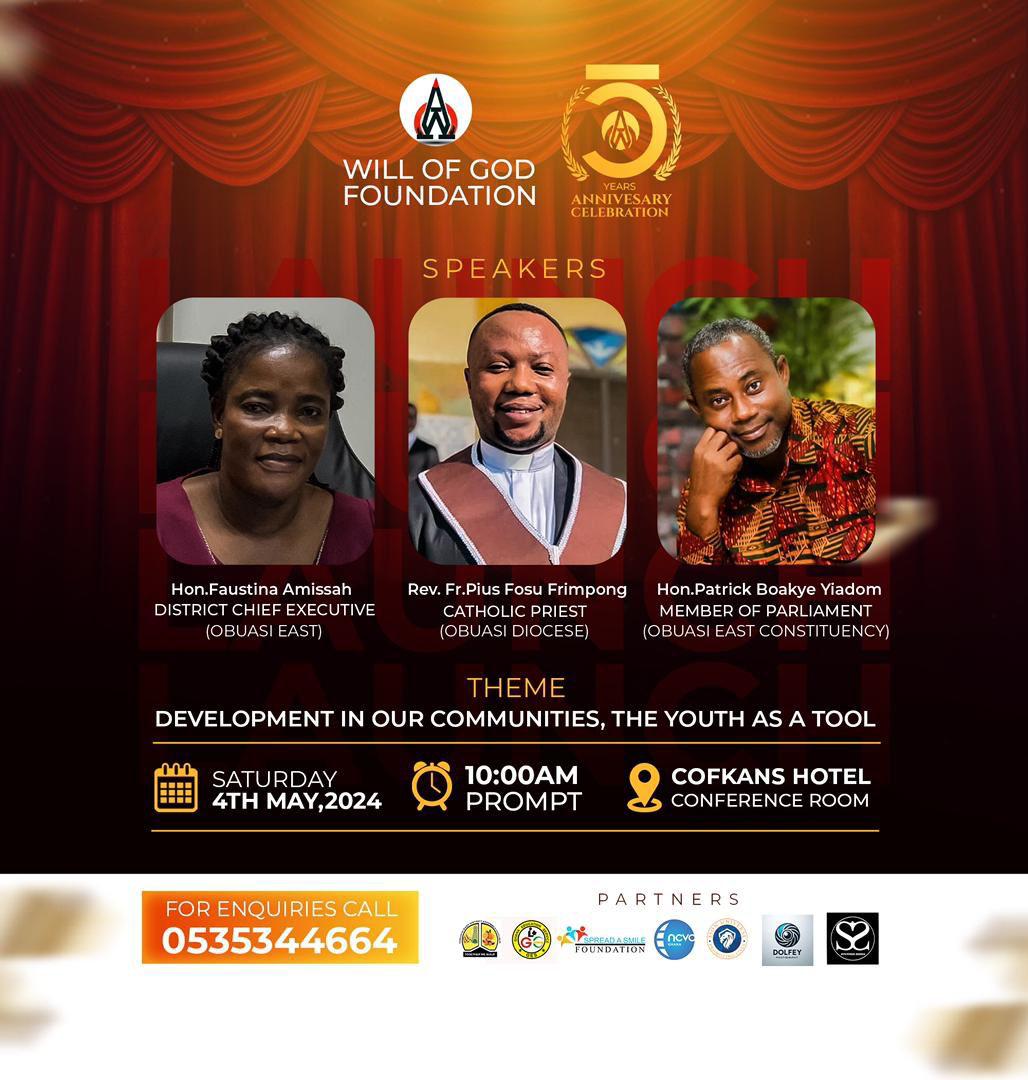 WILL OF GOD
FOUNDATION
5
YEARS
ANNIVESARY
CELEBRATION
LAUNCH
SPEAKERS
Hon.Faustina Amissah
DISTRICT CHIEF EXECUTIVE
(OBUASI EAST)
Rev. Fr.Pius Fosu Frimpong
CATHOLIC PRIEST
(OBUASI DIOCESE)
Hon.Patrick Boakye Yiadom
MEMBER OF PARLIAMENT
(OBUASI EAST CONSTITUENCY)
THEME
DEVELOPMENT IN OUR COMMUNITIES, THE YOUTH AS A TOOL
SATURDAY
4TH MAY,2024
10:00AM
PROMPT
COFKANS HOTEL
CONFERENCE ROOM
FOR ENQUIRIES CALL
0535344664
PARTNERS
SPREAD A SMILE
FOUNDATION
ncvc
DOLFEY